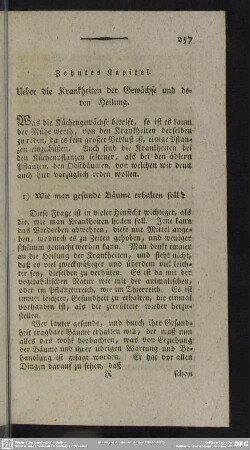 257
Zehntes Kapitel.
Ueber die Krankheiten der Gewächse und de-
ren Heilung.
Was die Küchengewächse betrift, so ist es kaum
der Mühe werth, von den Krankheiten derselben
zu reden, da es kein großer Verlust ist, einige Pflan-
zen einzubüßen. Auch sind die Krankheiten bei
den Küchenpflanzen seltener, als bei den ädlern
Pflanzen, den Obstbäumen, von welchen wir denn
auch hier vorzüglich reden wollen.
1) Wie man gesunde Bäume erhalten soll?
Diese Frage ist in vieler Hinsicht wichtiger, als
die, wie man Krankheiten heilen soll. Jene kann
das Verderben abwehren, diese nur Mittel ange-
ben, wodurch es zu Zeiten gehoben, und weniger
schlimm gemacht werden kann. Man denkt immer
an die Heilung der Krankheiten, und sieht nicht,
daß es viel zweckmäßiger und überdem viel leich-
ter sey, dieselben zu verhüten. Es ist da mit der
vegetabilischen Natur wie mit der animalischen,
oder im Pflanzenreich, wie im Thierreich. Es ist
immer leichter, Gesundheit zu erhalten, die einmal
vorhanden ist, als die zerrüttete wieder herzu-
stellen.
Wer lauter gesunde, und durch ihre Gesund-
heit tragbare Bäume erhalten will, der muß nun
alles das wohl beobachten, was von Erziehung
der Bäume und ihrer übrigen Wartung und Be-
handlung ist gesagt worden. Er hat vor allen
Dingen darauf zu sehen, daß
R schon